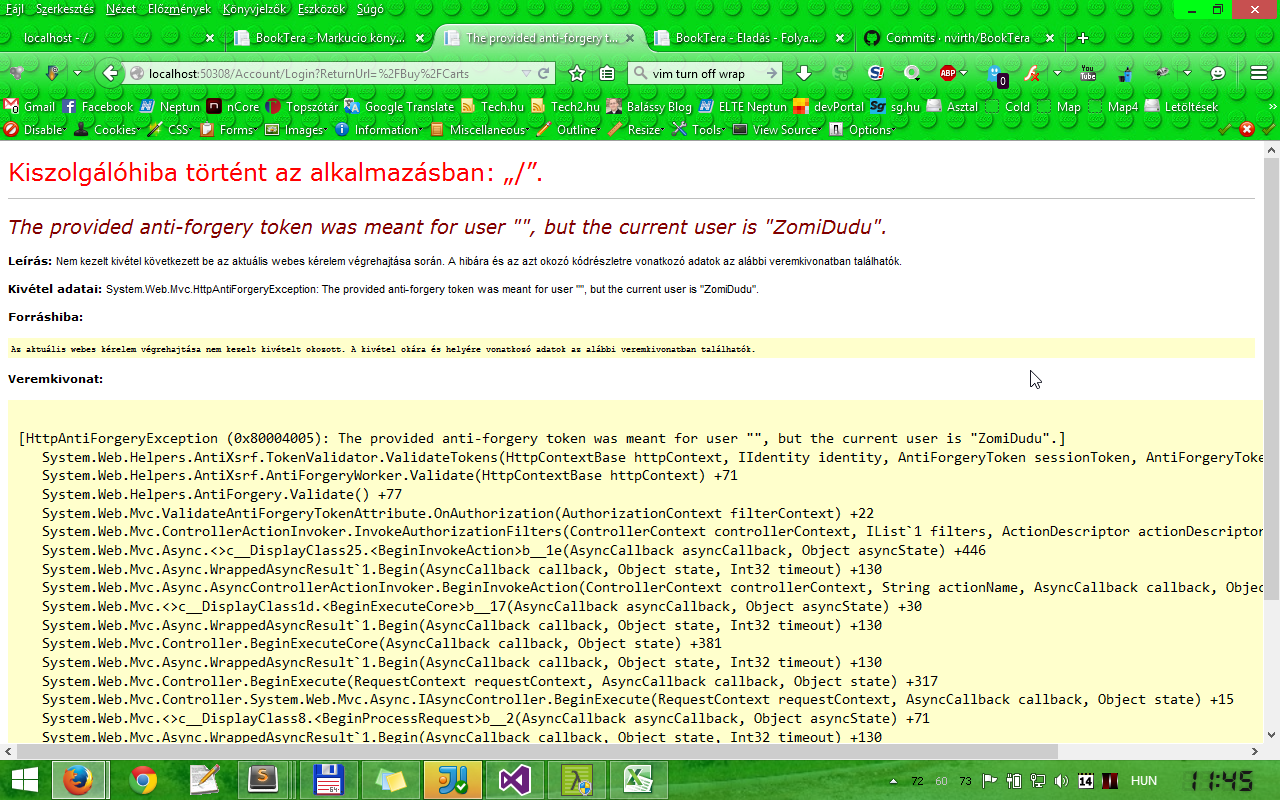 Fájl Szerkesztés Nézet Előzmények Könyvjelzők Eszközök Súgó
localhost - / BookTera - Markució köny... The provided anti-forgery t... BookTera - Eladás - Folya... Commits · nvirth/BookTera
localhost:50308/Account/Login?ReturnUrl=%2FBuy%2FCarts vim turn off wrap ABP 0 You Tube
Gmail Facebook Neptun nCore Topszótár Google Translate Tech.hu Tech2.hu Balássy Blog ELTE Neptun devPortal sg.hu Asztal Cold Map Map4 Letöltések »
Disable Cookies CSS Forms Images Information Miscellaneous Outline Resize Tools View Source Options
Kiszolgálóhiba történt az alkalmazásban: „/”.
The provided anti-forgery token was meant for user "", but the current user is "ZomiDudu".
Leírás: Nem kezelt kivétel következett be az aktuális webes kérelem végrehajtása során. A hibára és az azt okozó kódrészletre vonatkozó adatok az alábbi veremkivonatban találhatók.
Kivétel adatai: System.Web.Mvc.HttpAntiForgeryException: The provided anti-forgery token was meant for user "", but the current user is "ZomiDudu".
Forráshiba:
Az aktuális webes kérelem végrehajtása nem kezelt kivételt okozott. A kivétel okára és helyére vonatkozó adatok az alábbi veremkivonatban találhatók.
Veremkivonat:
[HttpAntiForgeryException (0x80004005): The provided anti-forgery token was meant for user "", but the current user is "ZomiDudu".]
System.Web.Helpers.AntiXsrf.TokenValidator.ValidateTokens(HttpContextBase httpContext, IIdentity identity, AntiForgeryToken sessionToken, AntiForgeryToke
System.Web.Helpers.AntiXsrf.AntiForgeryWorker.Validate(HttpContextBase httpContext) +71
System.Web.Helpers.AntiForgery.Validate() +77
System.Web.Mvc.ValidateAntiForgeryTokenAttribute.OnAuthorization(AuthorizationContext filterContext) +22
System.Web.Mvc.ControllerActionInvoker.InvokeAuthorizationFilters(ControllerContext controllerContext, IList`1 filters, ActionDescriptor actionDescriptor
System.Web.Mvc.Async.<>c__DisplayClass25.<BeginInvokeAction>b__1e(AsyncCallback asyncCallback, Object asyncState) +446
System.Web.Mvc.Async.WrappedAsyncResult`1.Begin(AsyncCallback callback, Object state, Int32 timeout) +130
System.Web.Mvc.Async.AsyncControllerActionInvoker.BeginInvokeAction(ControllerContext controllerContext, String actionName, AsyncCallback callback, Objec
System.Web.Mvc.<>c__DisplayClass1d.<BeginExecuteCore>b__17(AsyncCallback asyncCallback, Object asyncState) +30
System.Web.Mvc.Async.WrappedAsyncResult`1.Begin(AsyncCallback callback, Object state, Int32 timeout) +130
System.Web.Mvc.Controller.BeginExecuteCore(AsyncCallback callback, Object state) +381
System.Web.Mvc.Async.WrappedAsyncResult`1.Begin(AsyncCallback callback, Object state, Int32 timeout) +130
System.Web.Mvc.Controller.BeginExecute(RequestContext requestContext, AsyncCallback callback, Object state) +317
System.Web.Mvc.Controller.System.Web.Mvc.Async.IAsyncController.BeginExecute(RequestContext requestContext, AsyncCallback callback, Object state) +15
System.Web.Mvc.<>c__DisplayClass8.<BeginProcessRequest>b__2(AsyncCallback asyncCallback, Object asyncState) +71
System.Web.Mvc.Async.WrappedAsyncResult`1.Begin(AsyncCallback callback, Object state, Int32 timeout) +130
72 60 73 14 HUN 11:45